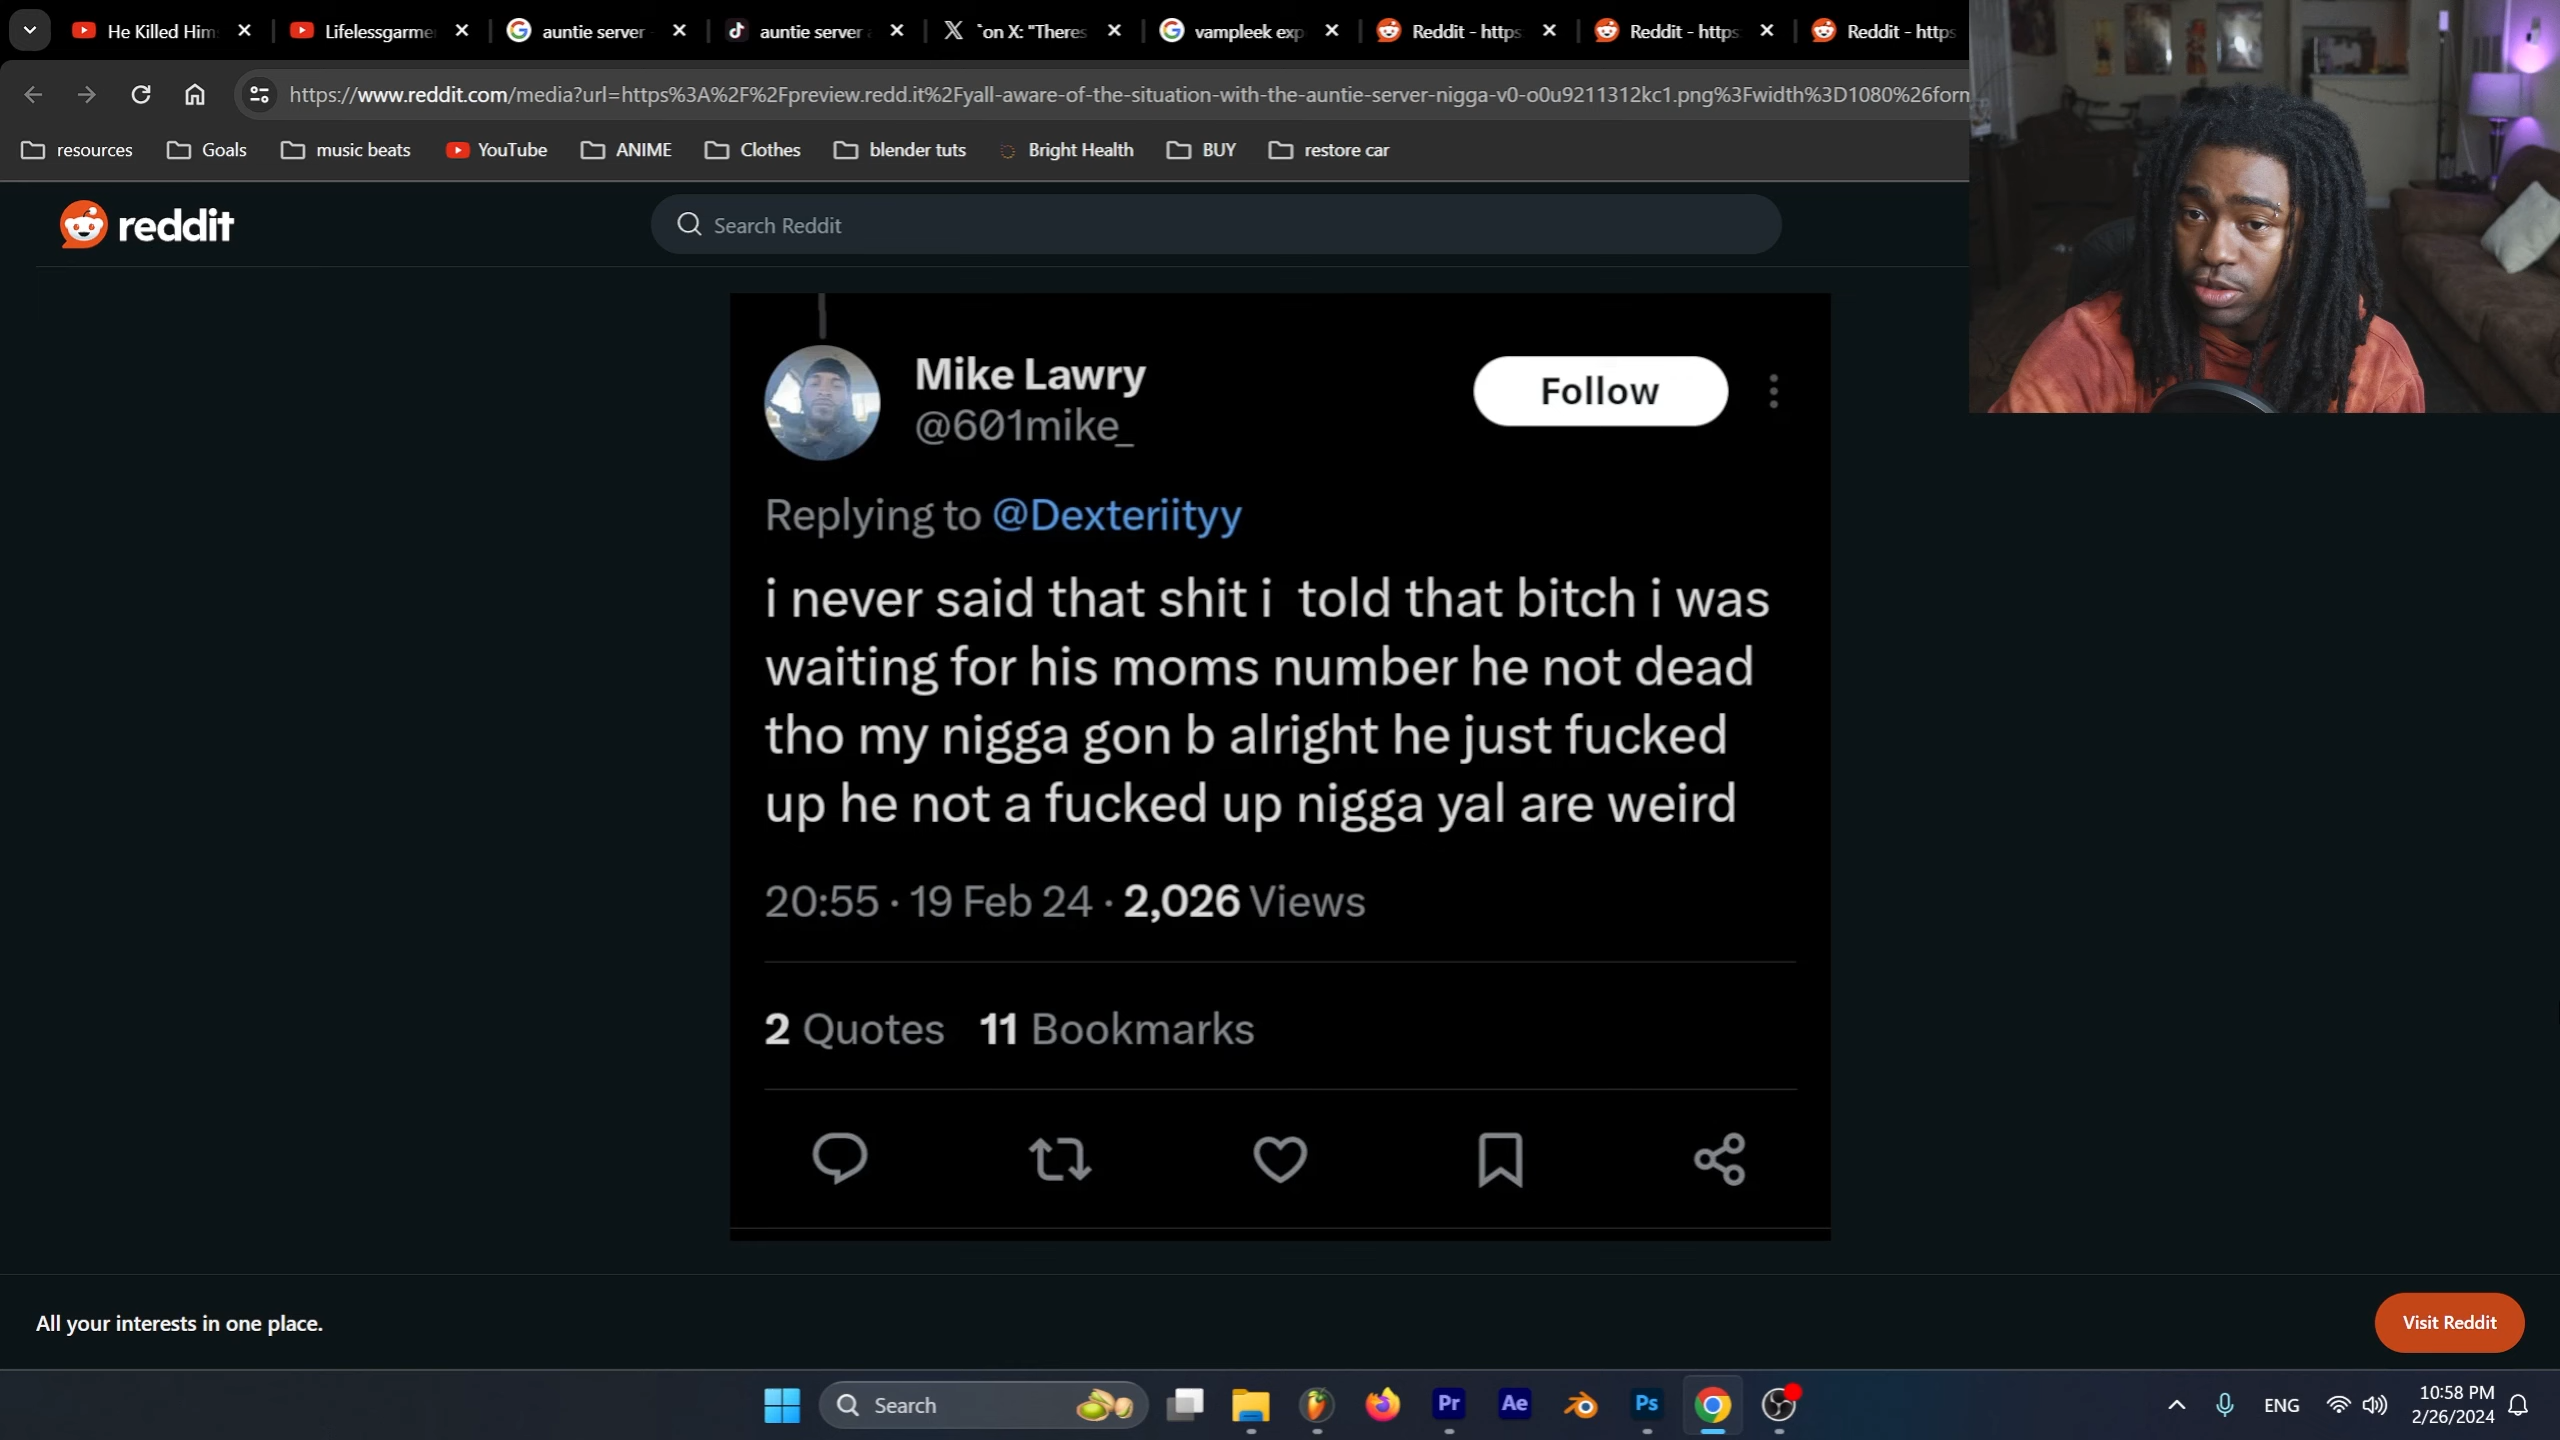 He Killed Him
Lifelessgarme
auntie server
auntie server
`on X: "Theres
vampleek exp
Reddit - https
Reddit - https
Reddit - https
https://www.reddit.com/media?url=https%3A%2F%2Fpreview.redd.it%2Fyall-aware-of-the-situation-with-the-auntie-server-nigga-v0-o0u9211312kc1.png%3Fwidth%3D1080%26forn
resources
Goals
music beats
YouTube
ANIME
Clothes
blender tuts
Bright Health
BUY
restore car
reddit
Search Reddit
Mike Lawry
@601mike_
Follow
Replying to @Dexteriityy
i never said that shit i  told that bitch i was
waiting for his moms number he not dead
tho my nigga gon b alright he just fucked
up he not a fucked up nigga yal are weird
20:55 · 19 Feb 24 · 2,026 Views
2 Quotes 11 Bookmarks
All your interests in one place.
Visit Reddit
Search
Pr
Ae
Ps
ENG
10:58 PM
2/26/2024